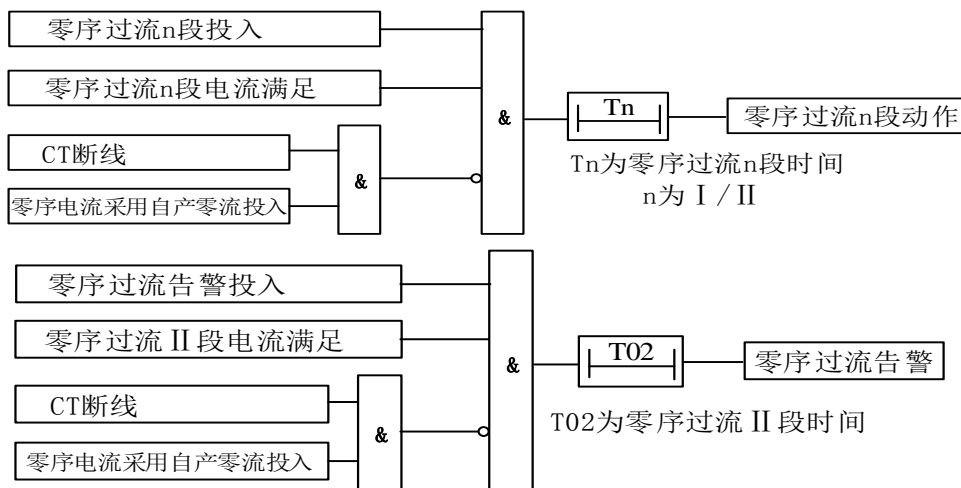 零序过流n段投入
零序过流n段电流满足
&
Tn
零序过流n段动作
CT断线
&
零序电流采用自产零流投入
Tn为零序过流n段时间
n为Ⅰ/II
零序过流告警投入
零序过流Ⅱ段电流满足
&
T02
零序过流告警
CT断线
&
零序电流采用自产零流投入
T02为零序过流Ⅱ段时间